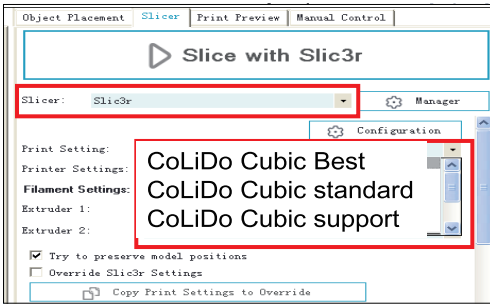 Object Placement Slicer Print Preview Manual Control
Slice with Slic3r
Slicer: Slic3r Manager
Configuration
Print Setting:
CoLiDo Cubic Best
Printer Settings:
CoLiDo Cubic standard
Filament Settings:
CoLiDo Cubic support
Extruder 1:
Extruder 2:
Try to preserve model positions
Override Slic3r Settings
Copy Print Settings to Override